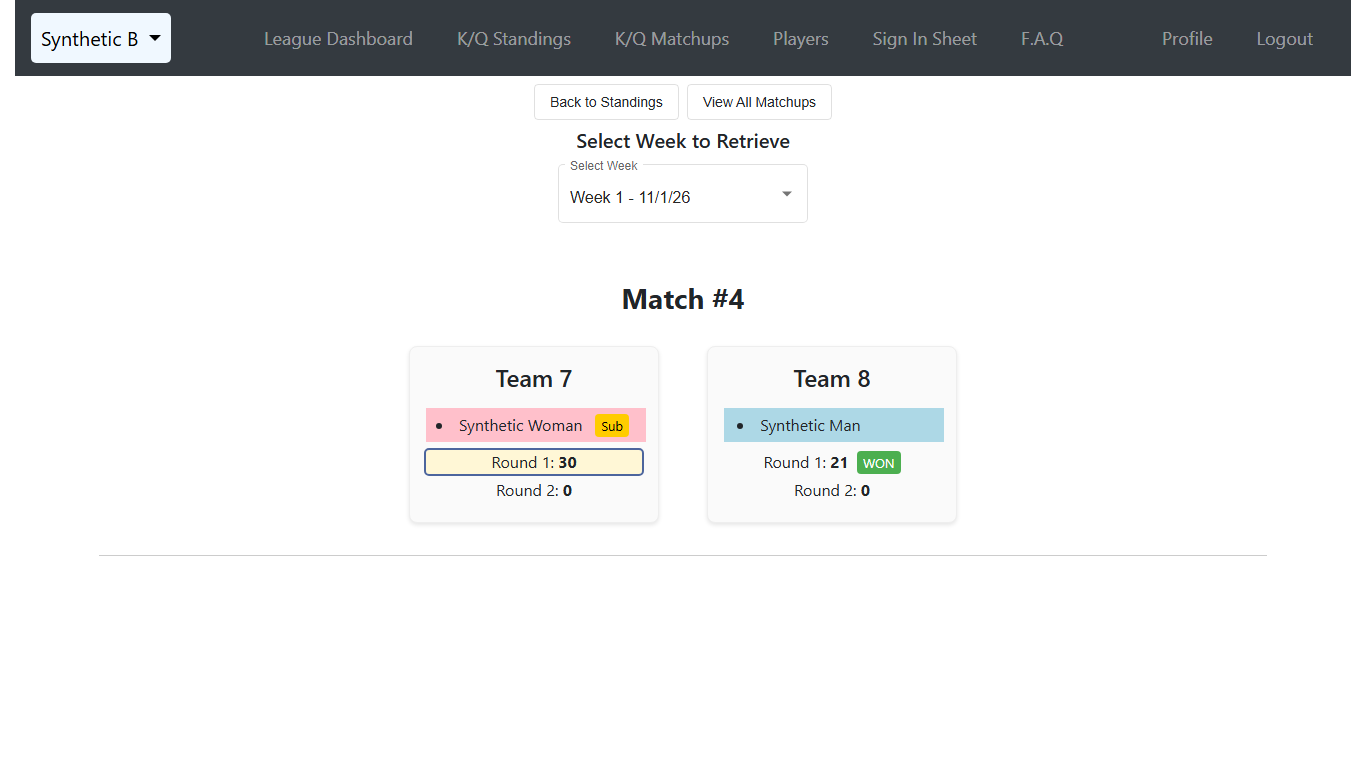 Synthetic B League Dashboard K/Q Standings K/Q Matchups Players Sign In Sheet F.A.Q Profile Logout
Back to Standings View All Matchups
Select Week to Retrieve
Select Week
Week 1 - 11/1/26
Match #4
Team 7
Synthetic Woman Sub
Round 1: 30
Round 2: 0
Team 8
Synthetic Man
Round 1: 21 WON
Round 2: 0